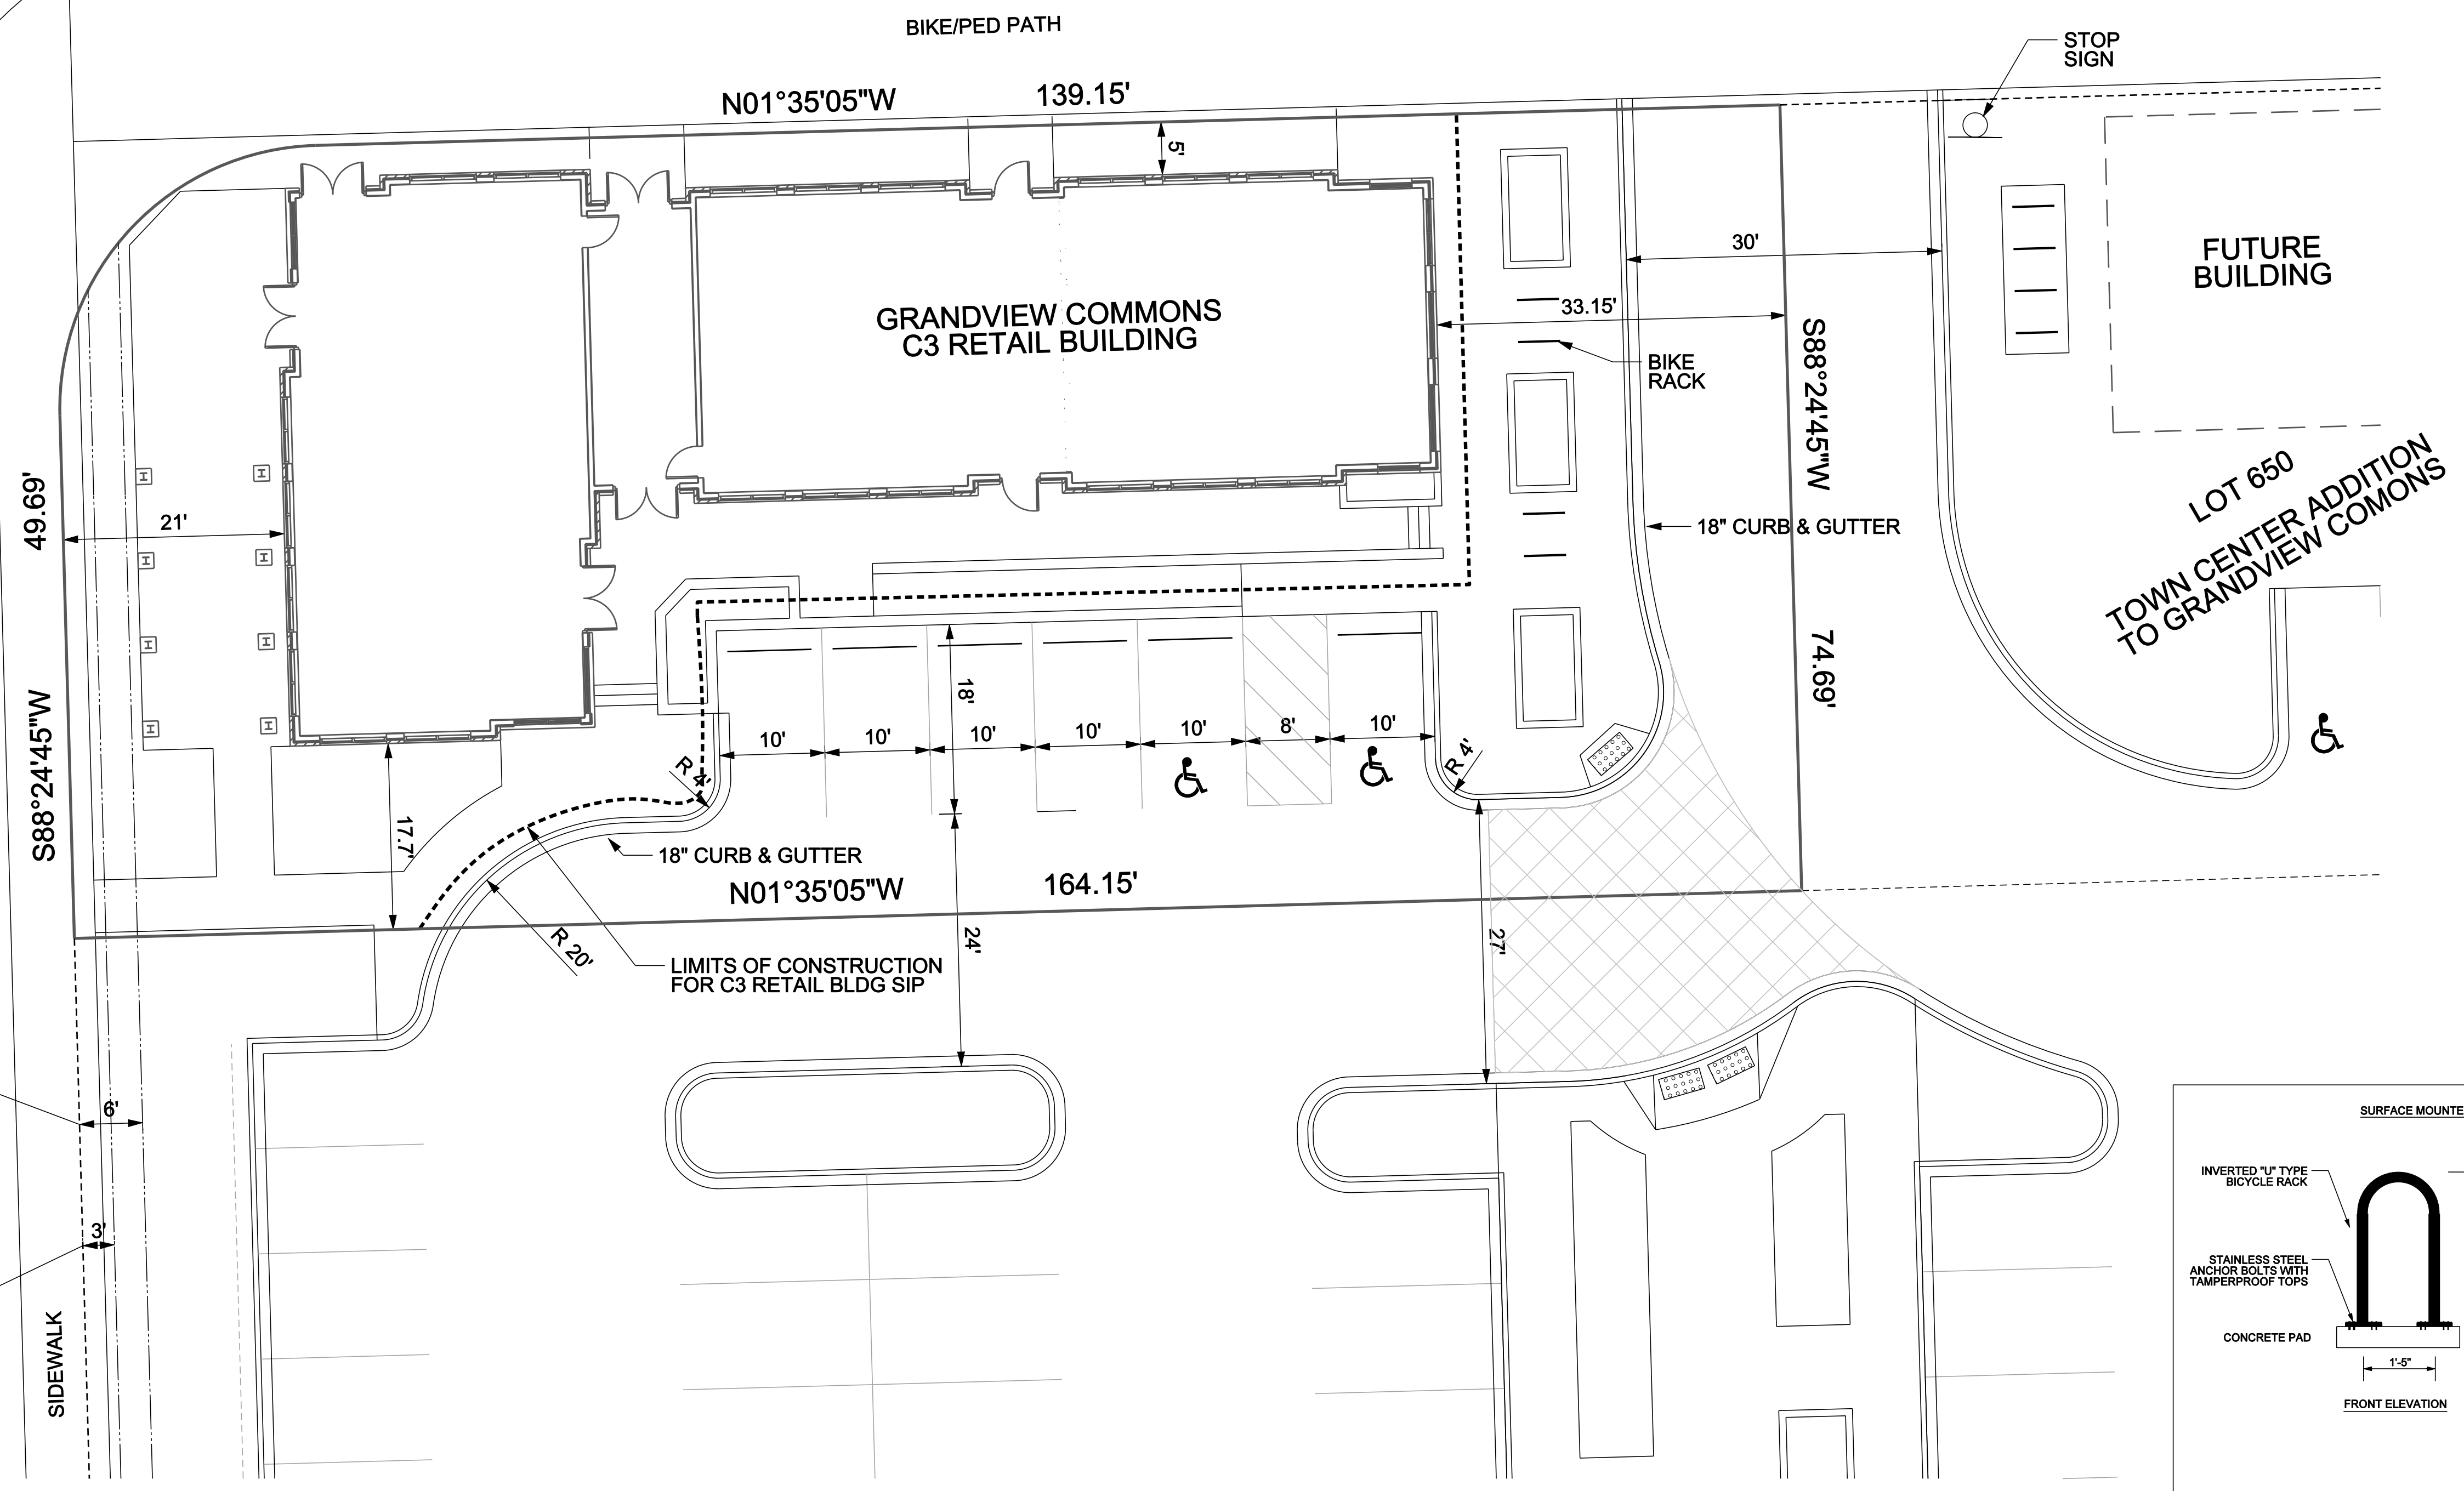 BIKE/PED PATH
STOP
SIGN
N01°35'05"W
139.15'
5'
30'
FUTURE
BUILDING
GRANDVIEW COMMONS
C3 RETAIL BUILDING
33.15'
BIKE
RACK
S88°24'45"W
74.69'
LOT 650
TOWN CENTER ADDITION
TO GRANDVIEW COMONS
18" CURB & GUTTER
49.69'
S88°24'45"W
21'
18'
10'
10'
10'
10'
10'
8'
10'
R 4'
R 4'
17.7'
18" CURB & GUTTER
N01°35'05"W
164.15'
R 20'
LIMITS OF CONSTRUCTION
FOR C3 RETAIL BLDG SIP
24'
27'
6'
3'
SIDEWALK
INVERTED "U" TYPE
BICYCLE RACK
STAINLESS STEEL
ANCHOR BOLTS WITH
TAMPERPROOF TOPS
CONCRETE PAD
1'-5"
FRONT ELEVATION
SURFACE MOUNTE